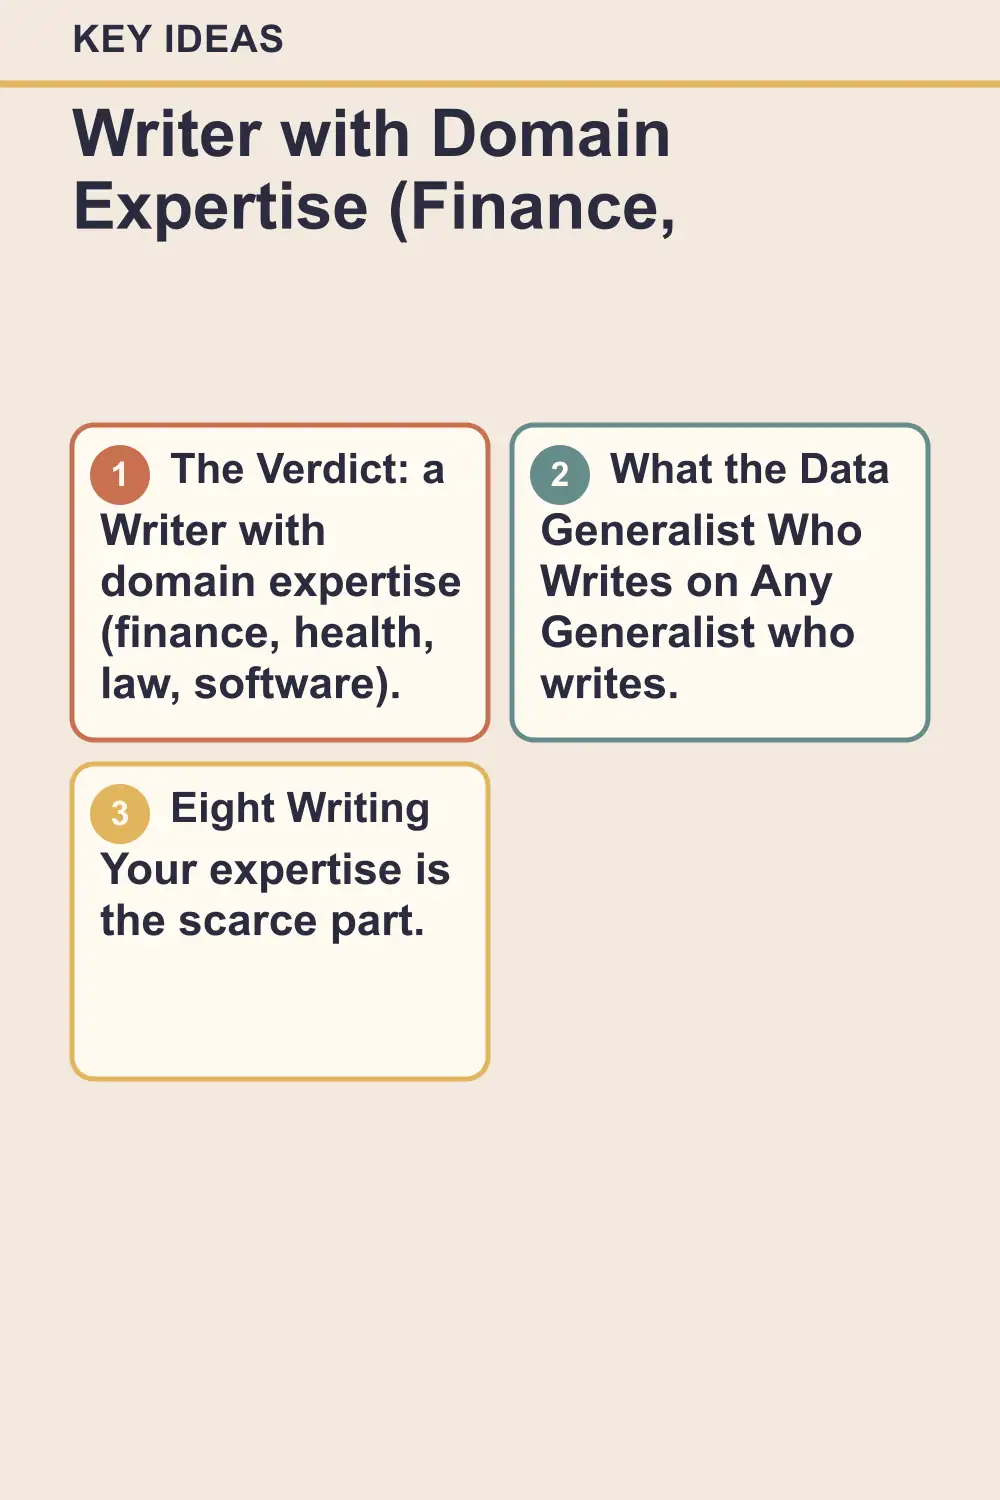 KEY IDEAS
Writer with Domain
Expertise (Finance,
1 The Verdict: a
Writer with
domain expertise
(finance, health,
law, software).
2 What the Data
Generalist Who
Writes on Any
Generalist who
writes.
3 Eight Writing
Your expertise is
the scarce part.